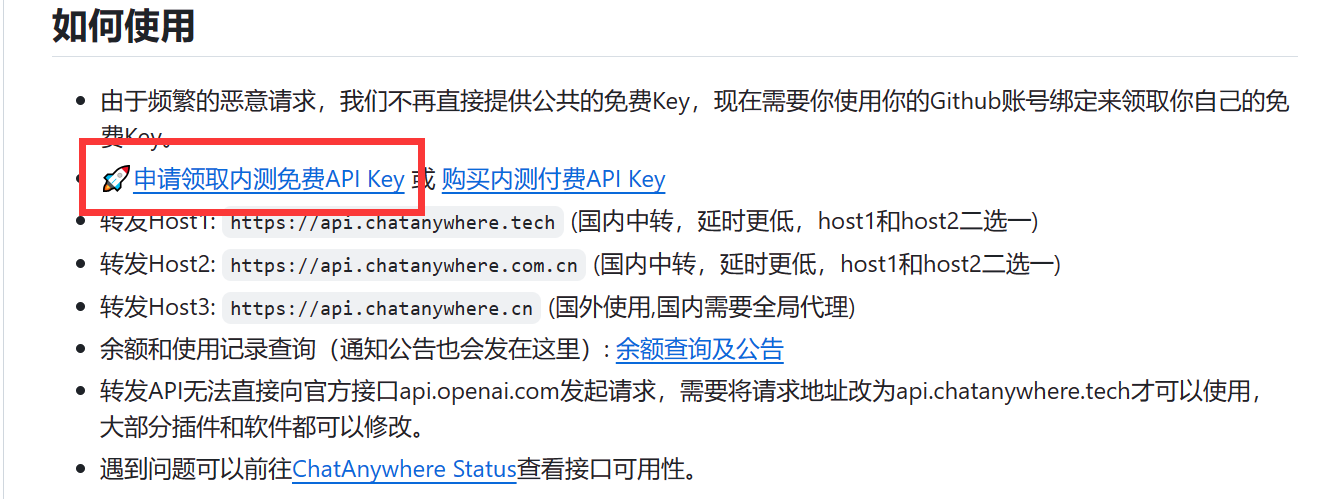 如何使用
由于频繁的恶意请求，我们不再直接提供公共的免费Key，现在需要你使用你的Github账号绑定来领取你自己的免
费Key。
🚀申请领取内测免费API Key 或 购买内测付费API Key
转发Host1: https://api.chatanywhere.tech (国内中转，延时更低，host1和host2二选一)
转发Host2: https://api.chatanywhere.com.cn (国内中转，延时更低，host1和host2二选一)
转发Host3: https://api.chatanywhere.cn (国外使用,国内需要全局代理)
余额和使用记录查询（通知公告也会发在这里）: 余额查询及公告
转发API无法直接向官方接口api.openai.com发起请求，需要将请求地址改为api.chatanywhere.tech才可以使用，
大部分插件和软件都可以修改。
遇到问题可以前往ChatAnywhere Status查看接口可用性。